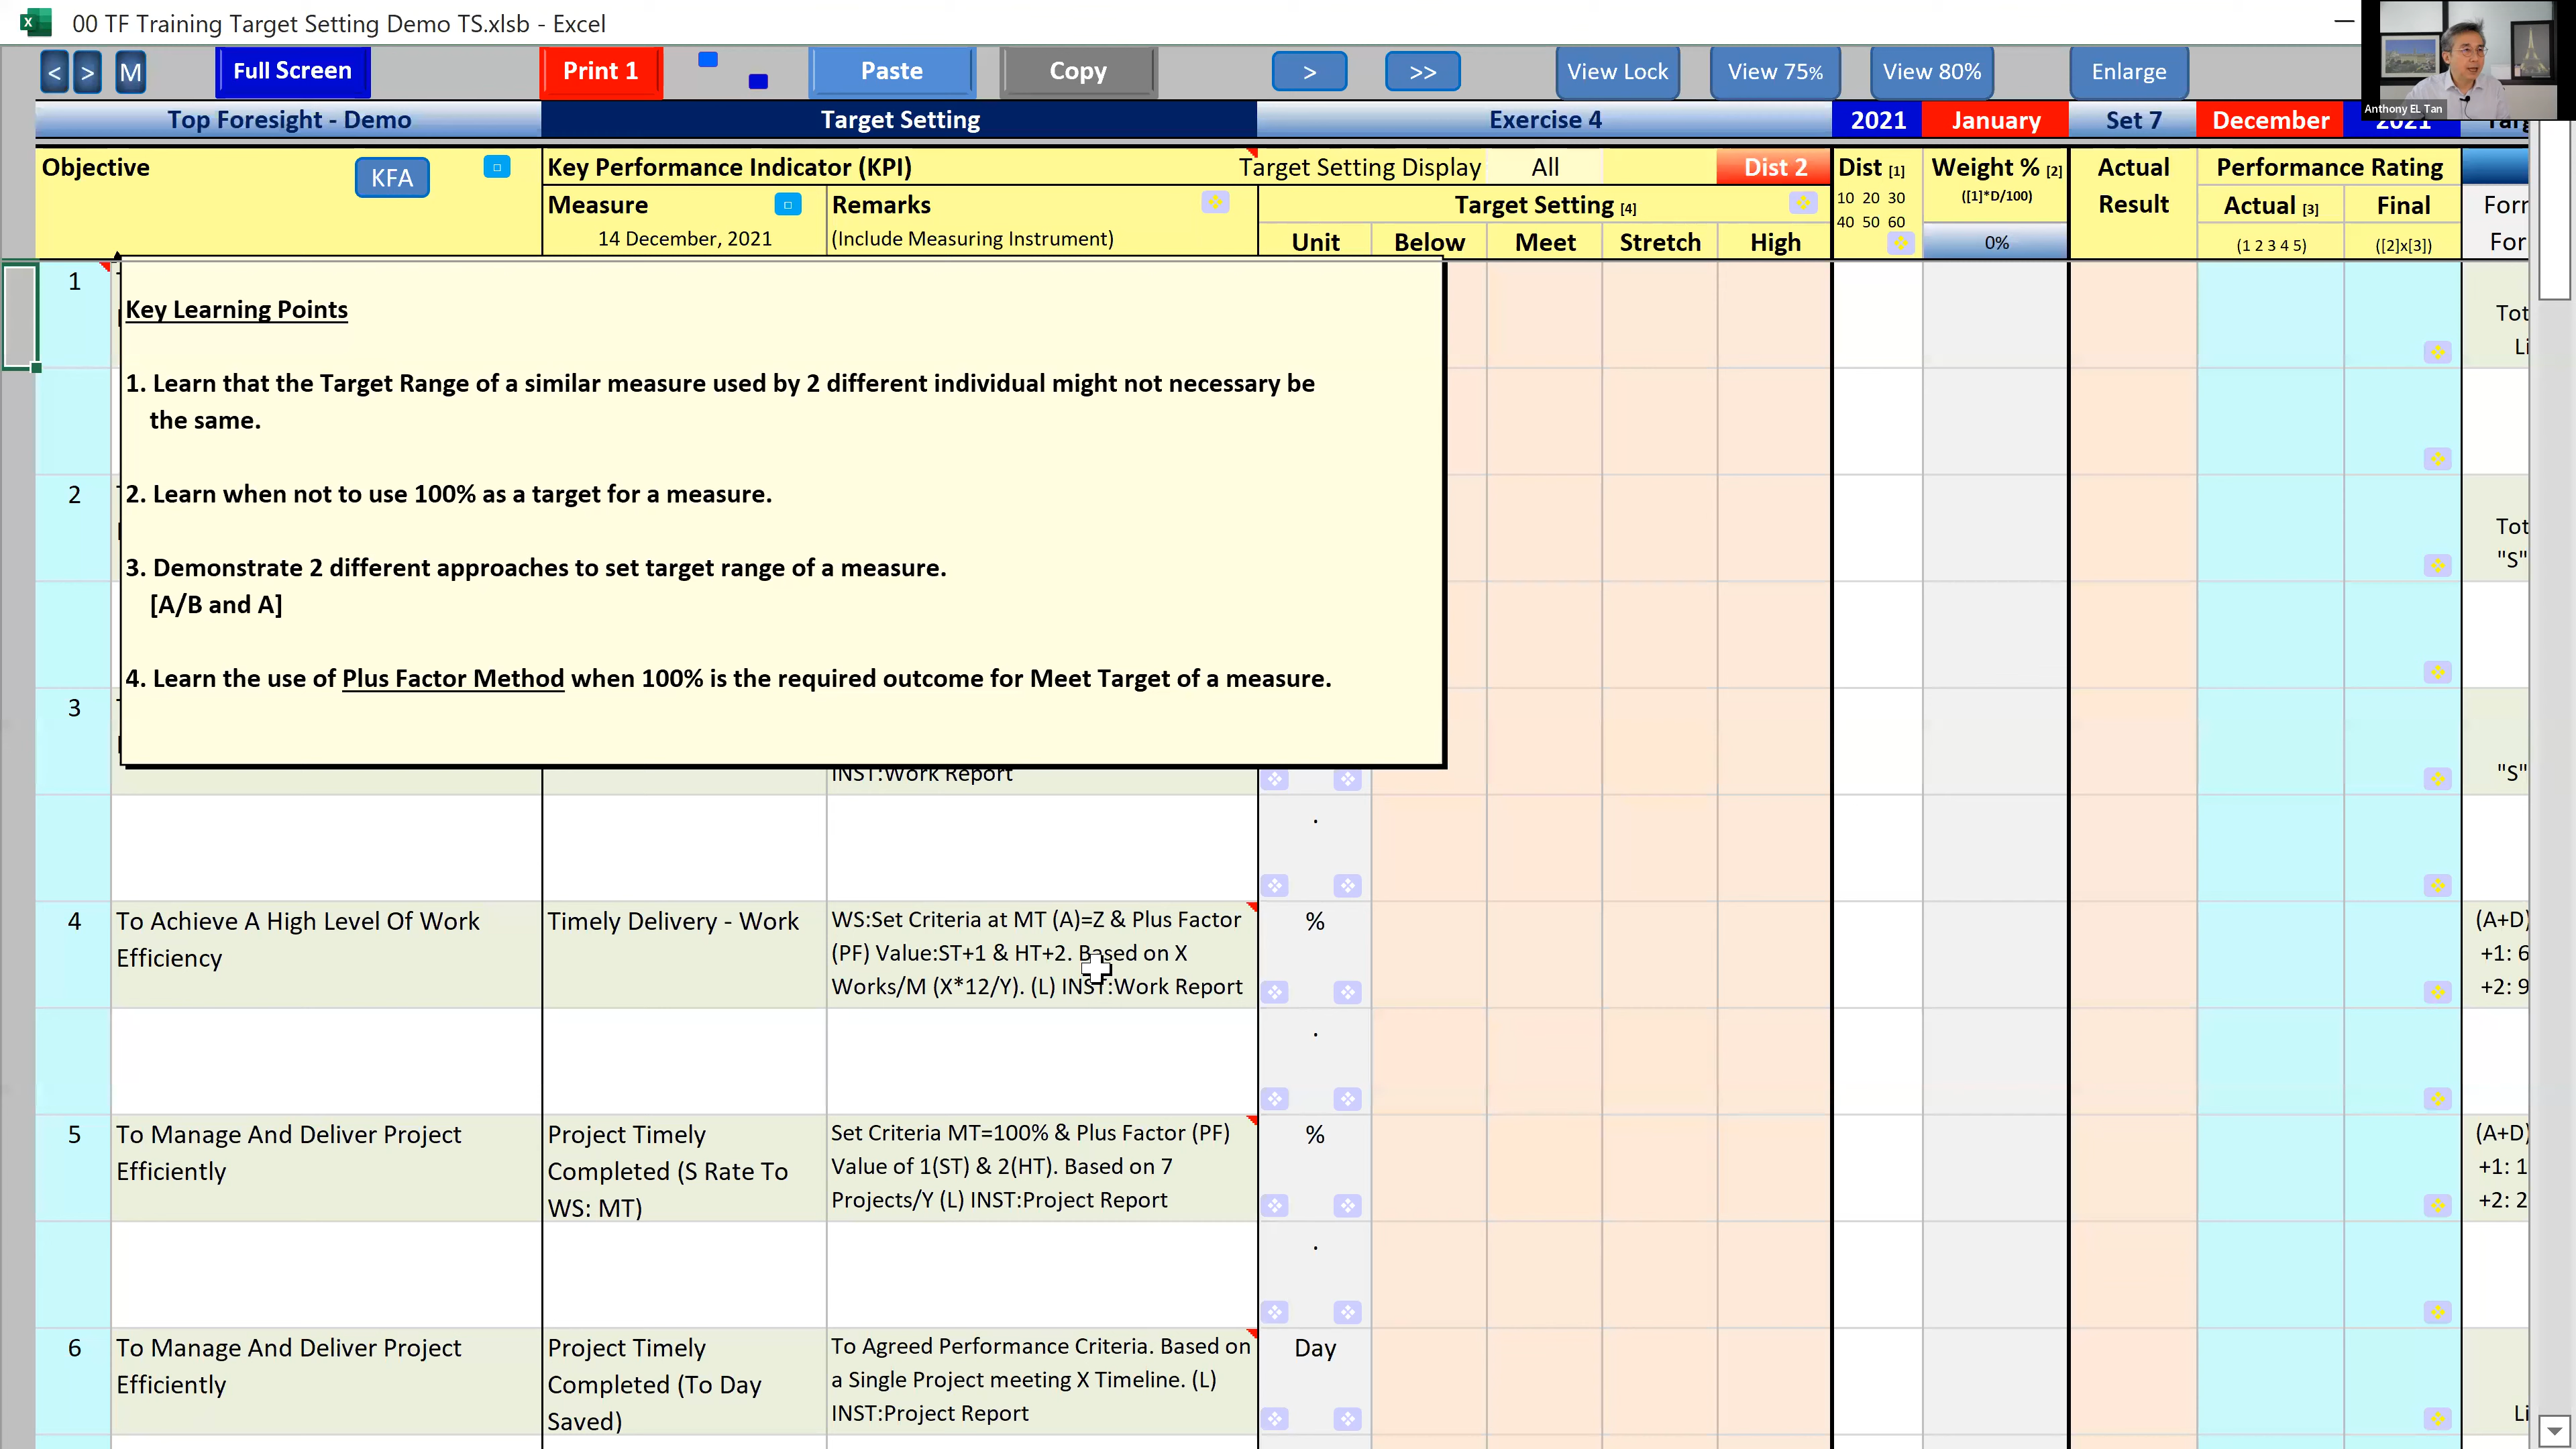 00 TF Training Target Setting Demo TS.xlsb - Excel
< > M Full Screen Print 1 Paste Copy > >> View Lock View 75% View 80% Enlarge
Anthony EL Tan
Top Foresight - Demo Target Setting Exercise 4 2021 January Set 7 December 2021
Objective KFA Key Performance Indicator (KPI) Target Setting Display All Dist 2 Dist [1] Weight % [2] Actual Performance Rating
Measure Remarks Target Setting [4] 10 20 30 ([1]*D/100) Result Actual [3] Final
14 December, 2021 (Include Measuring Instrument) Unit Below Meet Stretch High 40 50 60 0% (1 2 3 4 5) ([2]x[3])
1
Key Learning Points
1. Learn that the Target Range of a similar measure used by 2 different individual might not necessary be
the same.
2
2. Learn when not to use 100% as a target for a measure.
3. Demonstrate 2 different approaches to set target range of a measure.
[A/B and A]
4. Learn the use of Plus Factor Method when 100% is the required outcome for Meet Target of a measure.
3
"S"
INST:Work Report
.
4 To Achieve A High Level Of Work Timely Delivery - Work WS:Set Criteria at MT (A)=Z & Plus Factor % (A+D)
Efficiency (PF) Value:ST+1 & HT+2. Based on X +1: 6
Works/M (X*12/Y). (L) INST:Work Report +2: 9
.
5 To Manage And Deliver Project Project Timely Set Criteria MT=100% & Plus Factor (PF) % (A+D)
Efficiently Completed (S Rate To Value of 1(ST) & 2(HT). Based on 7 +1: 1
WS: MT) Projects/Y (L) INST:Project Report +2: 2
.
6 To Manage And Deliver Project Project Timely To Agreed Performance Criteria. Based on Day
Efficiently Completed (To Day a Single Project meeting X Timeline. (L)
Saved) INST:Project Report Li